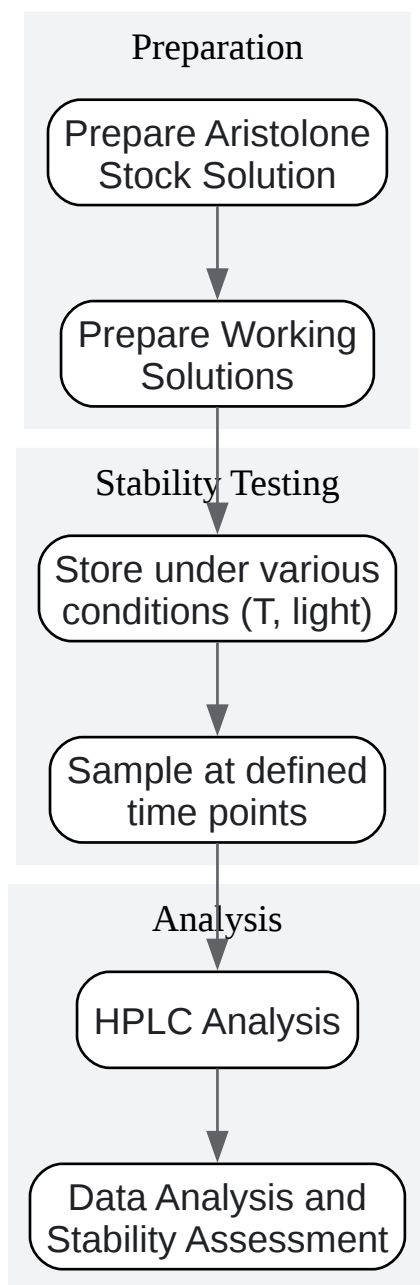 Preparation
Prepare Aristolone
Stock Solution
Prepare Working
Solutions
Stability Testing
Store under various
conditions (T, light)
Sample at defined
time points
Analysis
HPLC Analysis
Data Analysis and
Stability Assessment